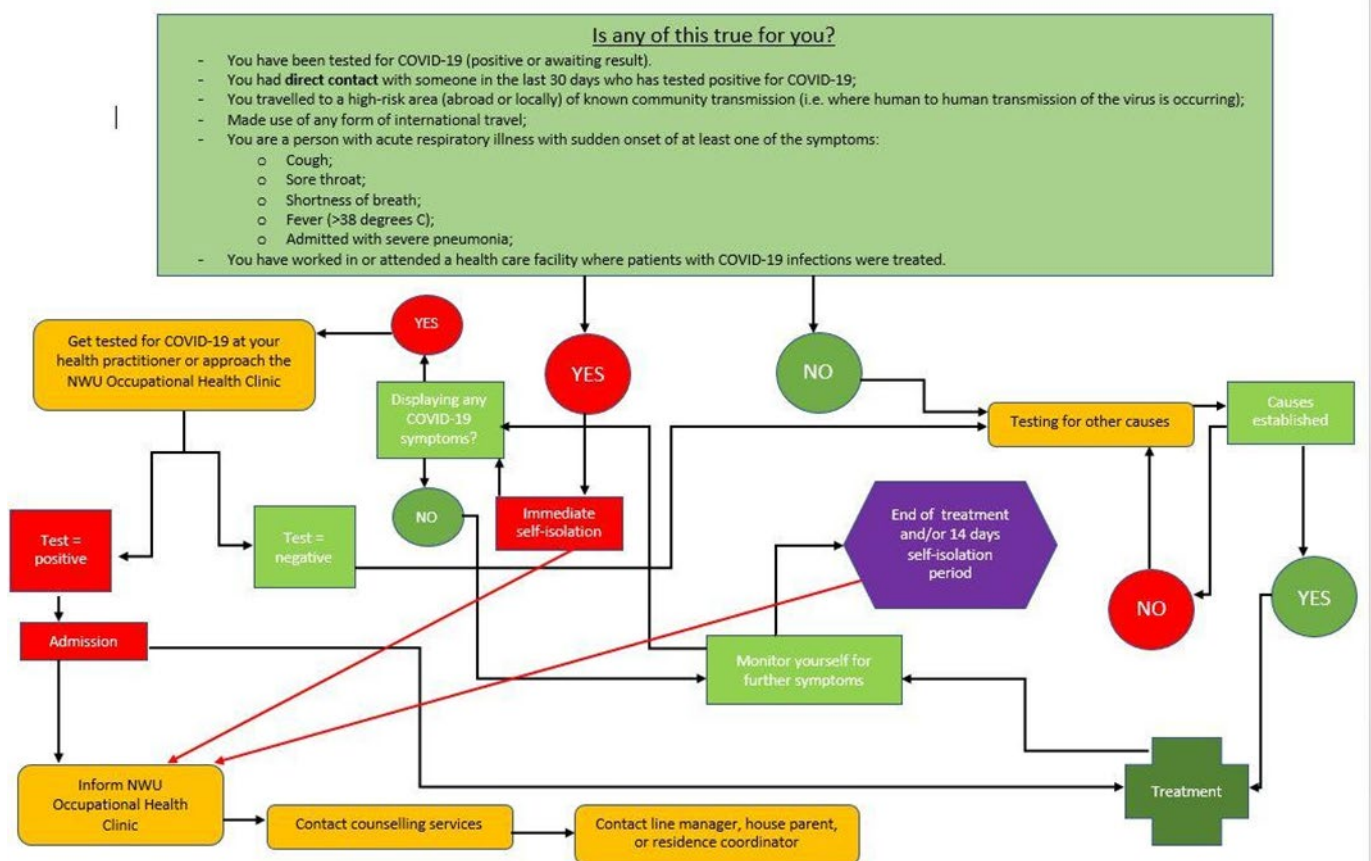 Is any of this true for you?
- You have been tested for COVID-19 (positive or awaiting result).
- You had direct contact with someone in the last 30 days who has tested positive for COVID-19;
- You travelled to a high-risk area (abroad or locally) of known community transmission (i.e. where human to human transmission of the virus is occurring);
- Made use of any form of international travel;
- You are a person with acute respiratory illness with sudden onset of at least one of the symptoms:
o Cough;
o Sore throat;
o Shortness of breath;
o Fever (>38 degrees C);
o Admitted with severe pneumonia;
- You have worked in or attended a health care facility where patients with COVID-19 infections were treated.
YES
Get tested for COVID-19 at your
health practitioner or approach the
NWU Occupational Health Clinic
YES
NO
Displaying any
COVID-19
symptoms?
Testing for other causes
Causes
established
NO
Immediate
self-isolation
End of treatment
and/or 14 days
self-isolation
period
Test =
positive
Test =
negative
NO
YES
Admission
Monitor yourself for
further symptoms
Inform NWU
Occupational Health
Clinic
Treatment
Contact counselling services
Contact line manager, house parent,
or residence coordinator